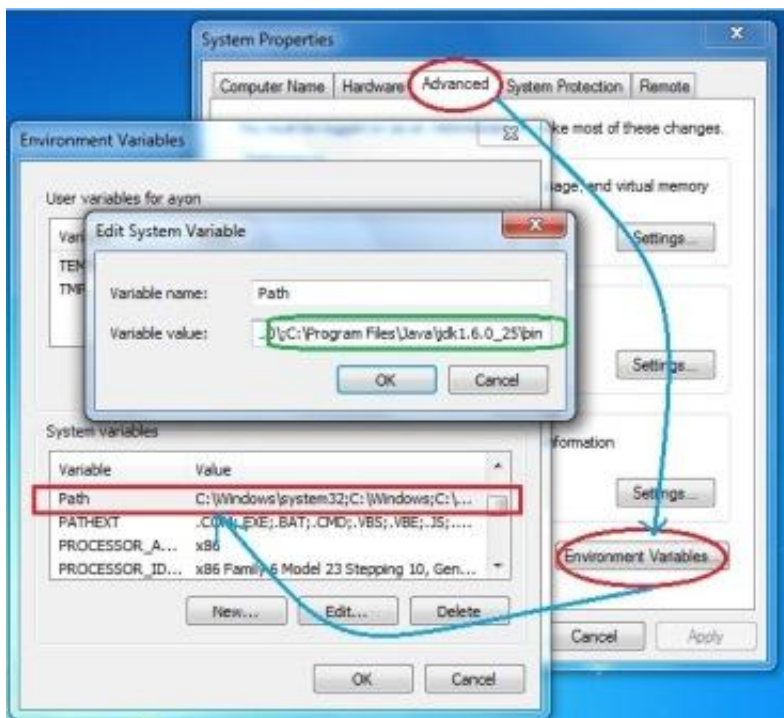 System Properties
Computer Name Hardware Advanced System Protection Remote
ke most of these changes.
Environment Variables
sage, and virtual memory
User variables for ayon
Settings...
Edit System Variable
Variable name: Path
Variable value: ..0\;C:\Program Files\Java\jdk1.6.0_25\bin
OK Cancel
Settings...
System variables
formation
Variable Value
Path C:\Windows\system32;C:\Windows;C:\...
Settings...
PATHEXT .COM;.EXE;.BAT;.CMD;.VBS;.VBE;.JS;....
PROCESSOR_A... x86
PROCESSOR_ID... x86 Family 6 Model 23 Stepping 10, Gen...
Environment Variables...
New... Edit... Delete
Cancel Apply
OK Cancel